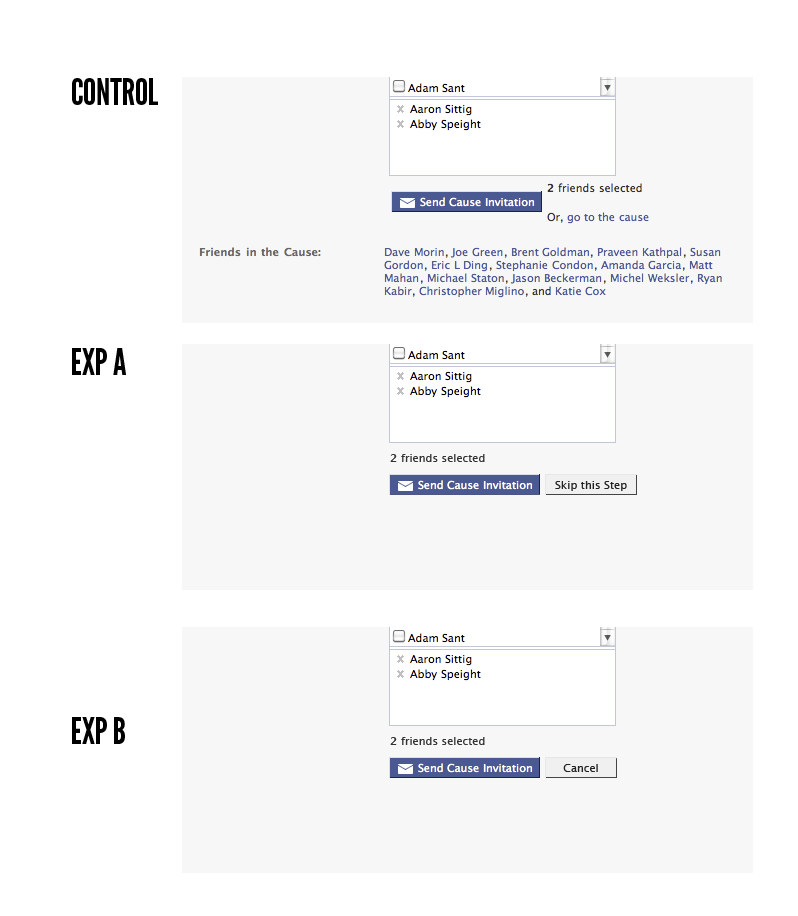 CONTROL
Adam Sant
x Aaron Sittig
x Abby Speight
2 friends selected
Send Cause Invitation
Or, go to the cause
Friends in the Cause:
Dave Morin, Joe Green, Brent Goldman, Praveen Kathpal, Susan
Gordon, Eric L Ding, Stephanie Condon, Amanda Garcia, Matt
Mahan, Michael Staton, Jason Beckerman, Michel Weksler, Ryan
Kabir, Christopher Miglino, and Katie Cox
EXP A
Adam Sant
x Aaron Sittig
x Abby Speight
2 friends selected
Send Cause Invitation Skip this Step
EXP B
Adam Sant
x Aaron Sittig
x Abby Speight
2 friends selected
Send Cause Invitation Cancel